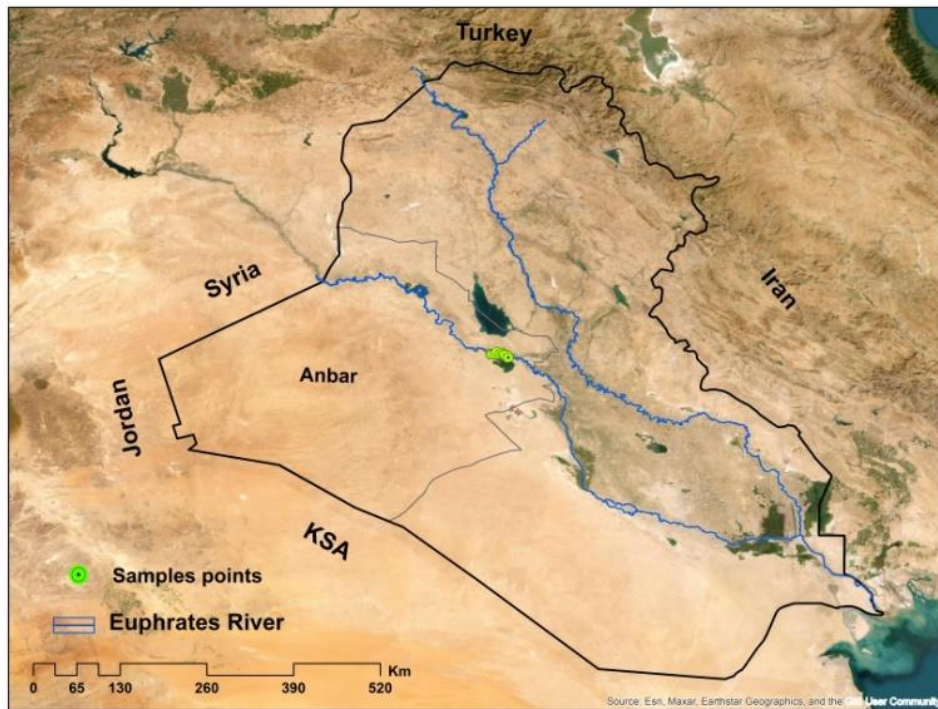 Turkey
Syria
Iran
Anbar
Jordan
KSA
Samples points
Euphrates River
Km
0 65 130 260 390 520
Source: Esri, Maxar, Earthstar Geographics, and the GIS User Community